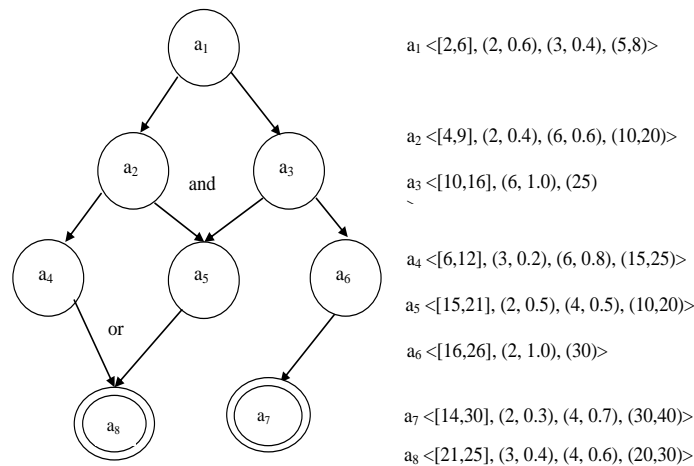 a1
a1 <[2,6], (2, 0.6), (3, 0.4), (5,8)>
a2
and
a3
a2 <[4,9], (2, 0.4), (6, 0.6), (10,20)>
a3 <[10,16], (6, 1.0), (25)
~
a4
a5
a6
a4 <[6,12], (3, 0.2), (6, 0.8), (15,25)>
a5 <[15,21], (2, 0.5), (4, 0.5), (10,20)>
or
a6 <[16,26], (2, 1.0), (30)>
a8
a7
a7 <[14,30], (2, 0.3), (4, 0.7), (30,40)>
a8 <[21,25], (3, 0.4), (4, 0.6), (20,30)>